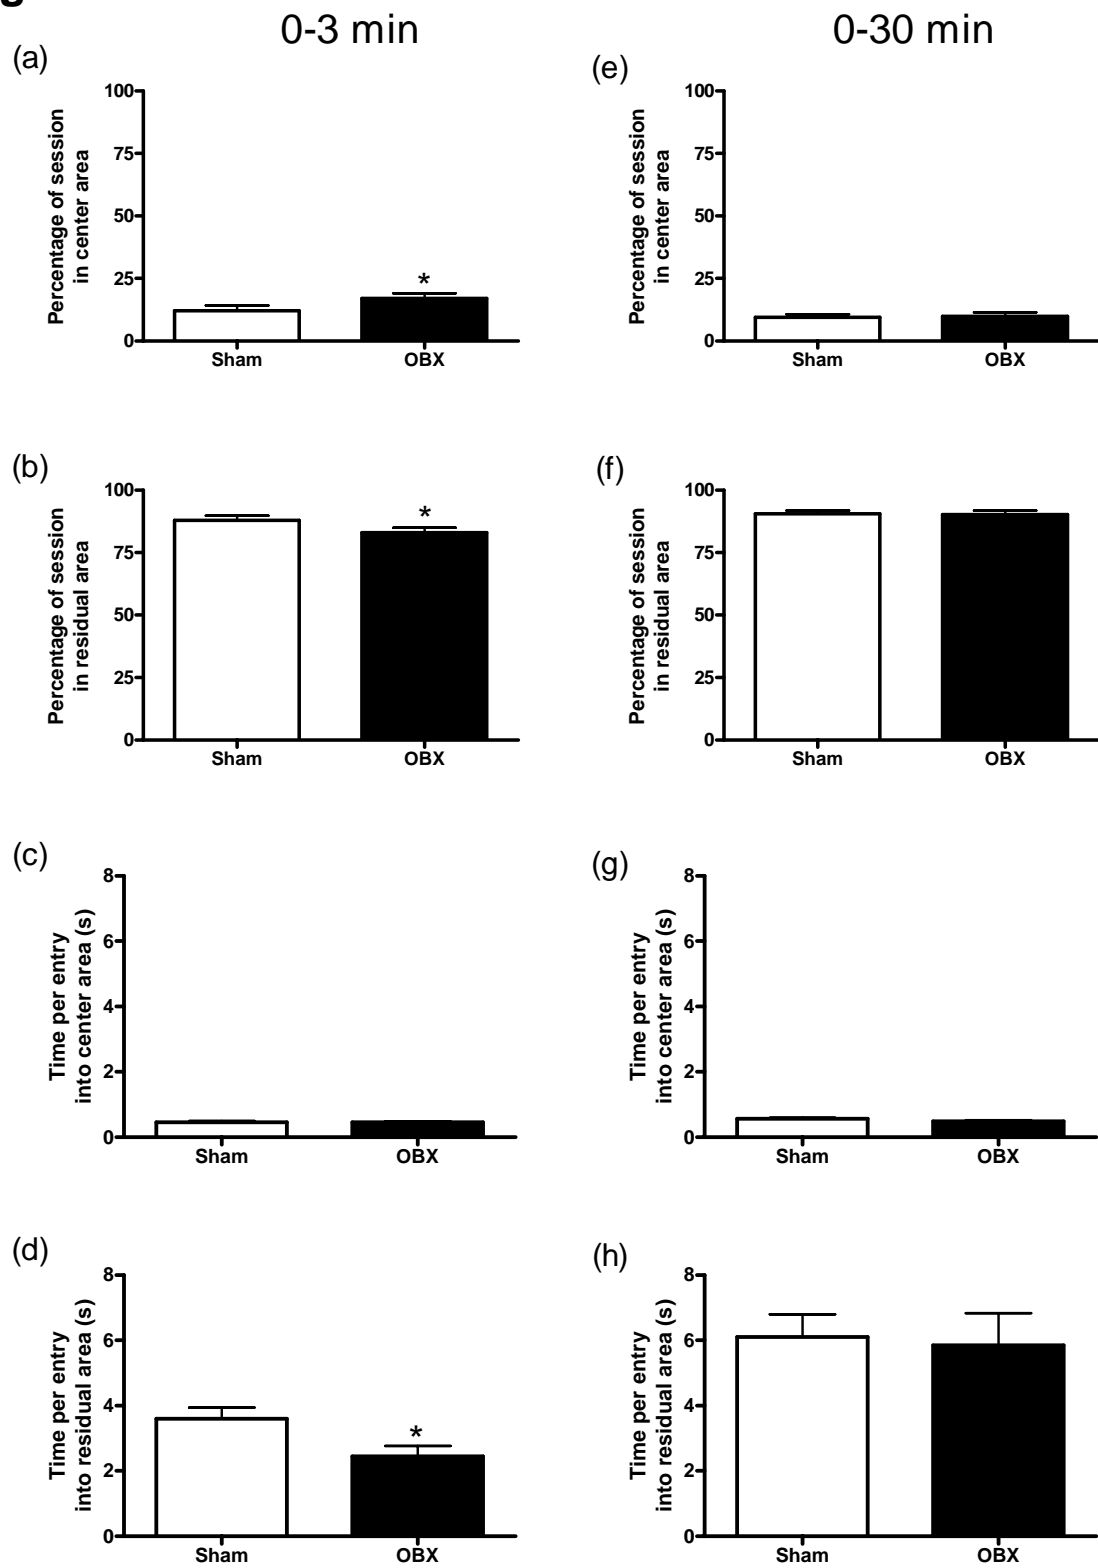 0-3 min
0-30 min
(a)
Percentage of session
in center area
100
75
50
25
0
*
Sham
OBX
(e)
Percentage of session
in center area
100
75
50
25
0
Sham
OBX
(b)
Percentage of session
in residual area
100
75
50
25
0
*
Sham
OBX
(f)
Percentage of session
in residual area
100
75
50
25
0
Sham
OBX
(c)
Time per entry
into center area (s)
8
6
4
2
0
Sham
OBX
(g)
Time per entry
into center area (s)
8
6
4
2
0
Sham
OBX
(d)
Time per entry
into residual area (s)
8
6
4
2
0
*
Sham
OBX
(h)
Time per entry
into residual area (s)
8
6
4
2
0
Sham
OBX